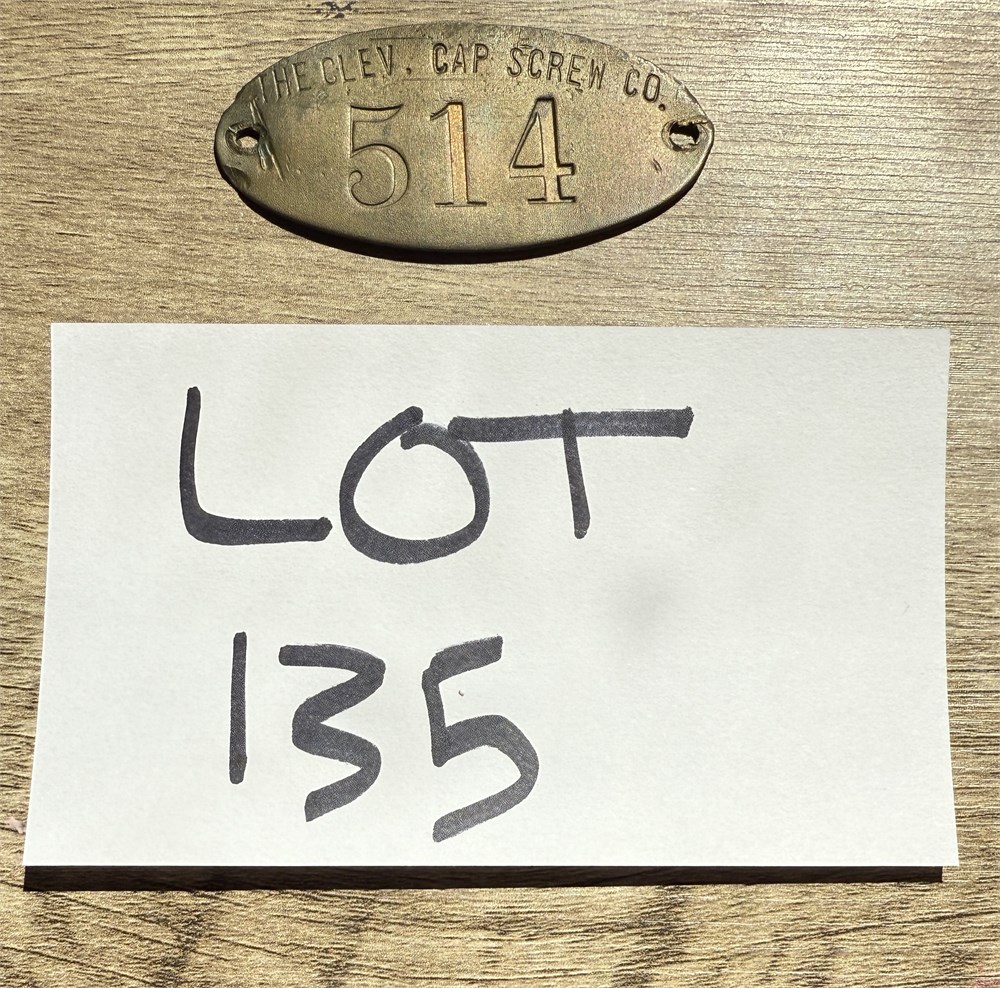 THE CLEV. CAP SCREW CO.
514
LOT
135